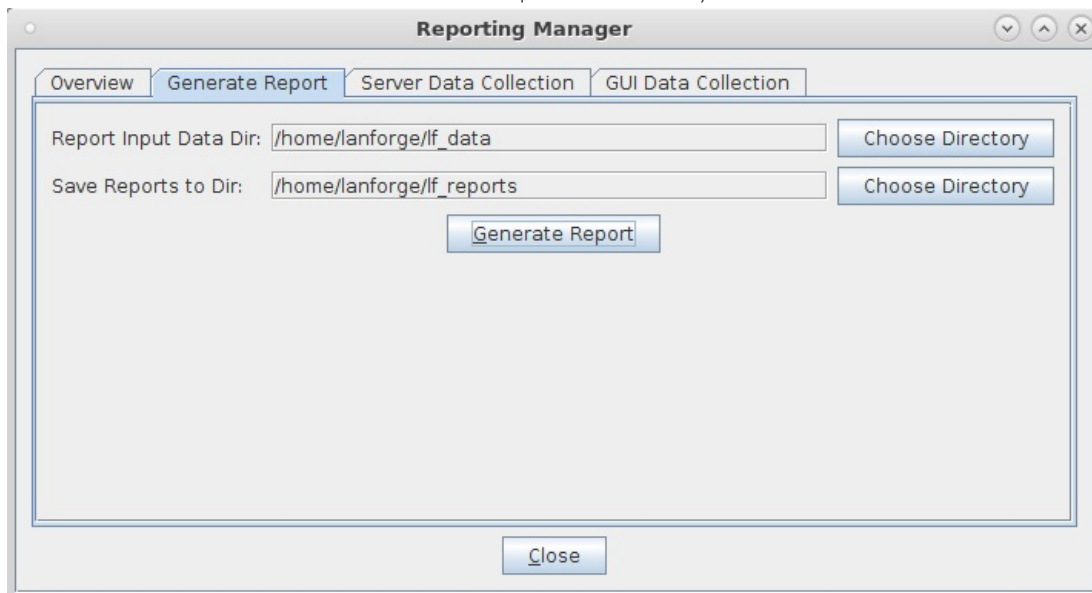 Reporting Manager
Overview Generate Report Server Data Collection GUI Data Collection
Report Input Data Dir: /home/lanforge/lf_data Choose Directory
Save Reports to Dir: /home/lanforge/lf_reports Choose Directory
Generate Report
Close